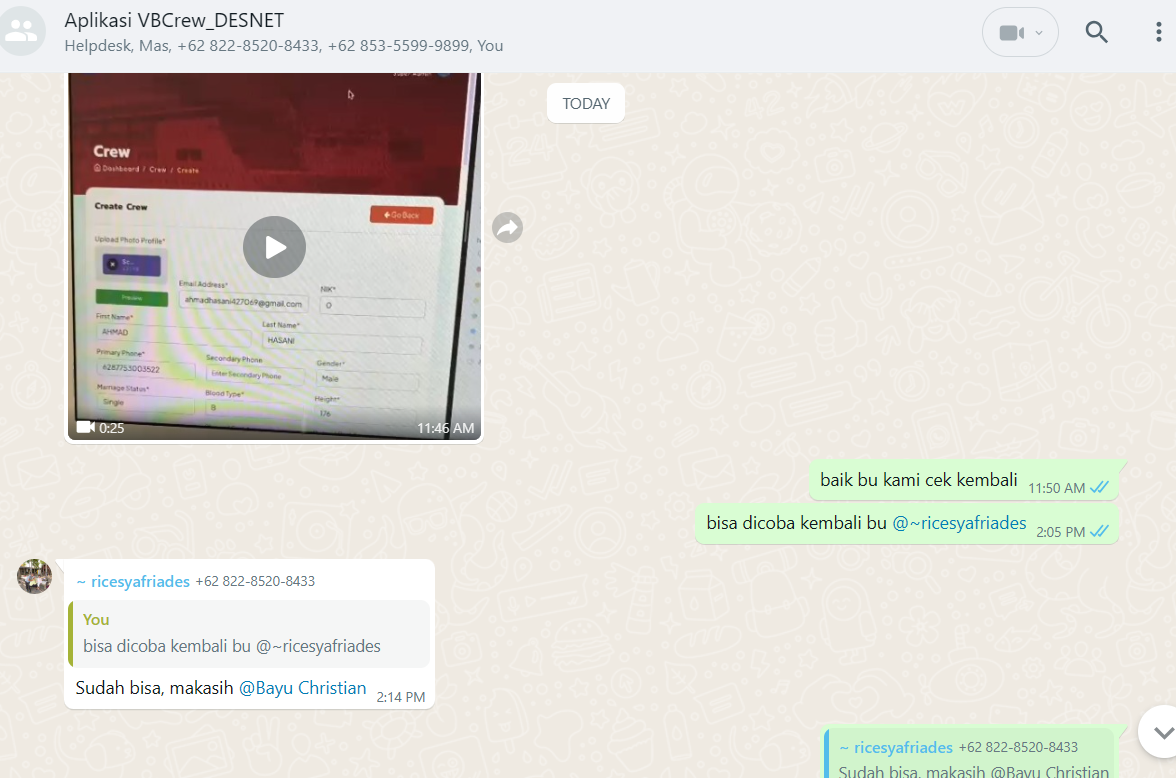 Aplikasi VBCrew_DESNET
Helpdesk, Mas, +62 822-8520-8433, +62 853-5599-9899, You
TODAY
Crew
Dashboard / Crew / Create
Create Crew
Go Back
Upload Photo Profile*
Sc...
Preview
Email Address*
NIK*
ahmadhasani427069@gmail.com
0
First Name*
Last Name*
AHMAD
HASANI
Primary Phone*
Secondary Phone
Gender*
6287753003522
Enter Secondary Phone
Male
Marriage Status*
Blood Type*
Height*
Single
B
176
0:25
11:46 AM
baik bu kami cek kembali 11:50 AM
bisa dicoba kembali bu @~ricesyafriades 2:05 PM
~ ricesyafriades +62 822-8520-8433
You
bisa dicoba kembali bu @~ricesyafriades
Sudah bisa, makasih @Bayu Christian 2:14 PM
~ ricesyafriades +62 822-8520-8433
Sudah bisa, makasih @Bayu Christian